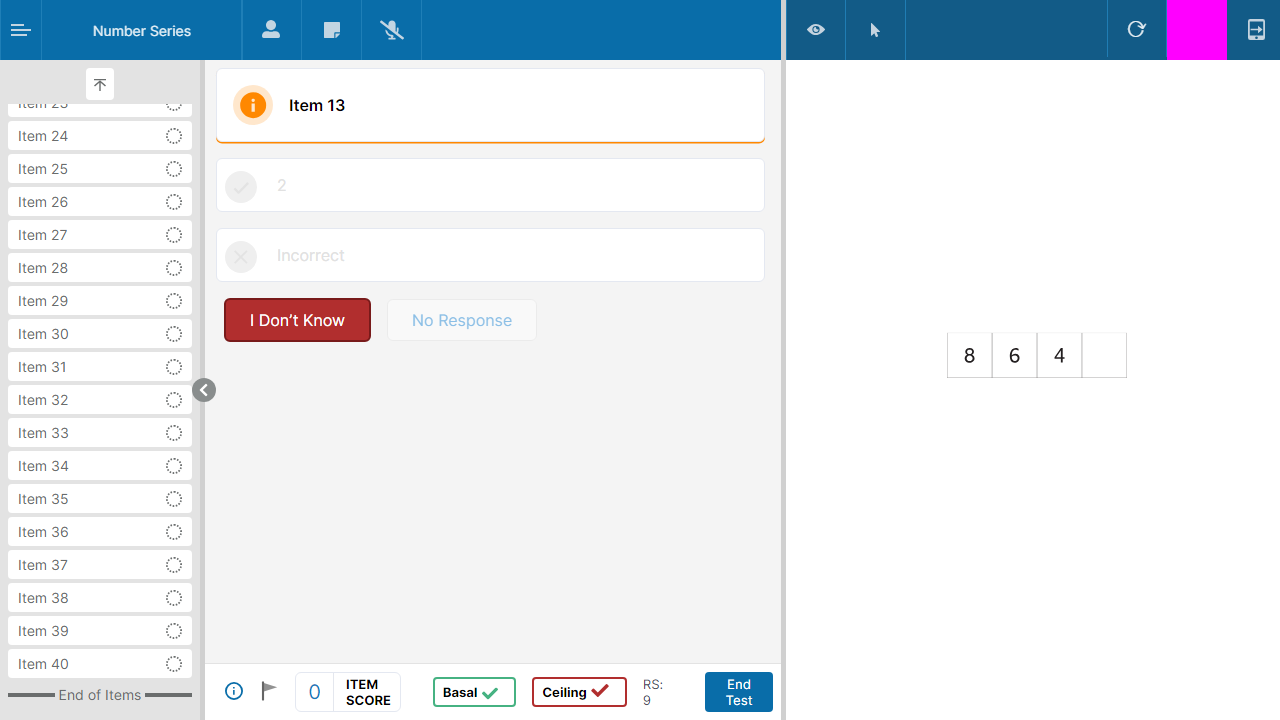 Number Series
Item 23
Item 24
Item 25
Item 26
Item 27
Item 28
Item 29
Item 30
Item 31
Item 32
Item 33
Item 34
Item 35
Item 36
Item 37
Item 38
Item 39
Item 40
End of Items
Item 13
2
Incorrect
I Don’t Know
No Response
0
ITEM
SCORE
Basal
Ceiling
RS:
9
End
Test
8 6 4